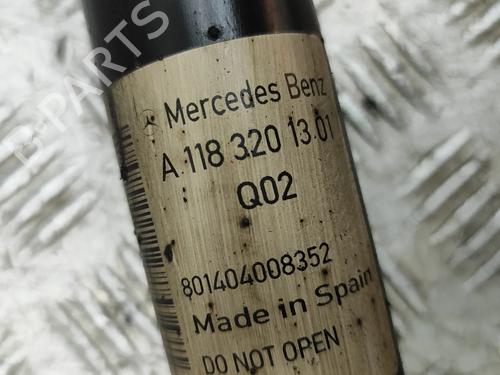 B-PARTS
Mercedes Benz
A 118 320 13 01
Q02
801404008352
Made in Spain
DO NOT OPEN